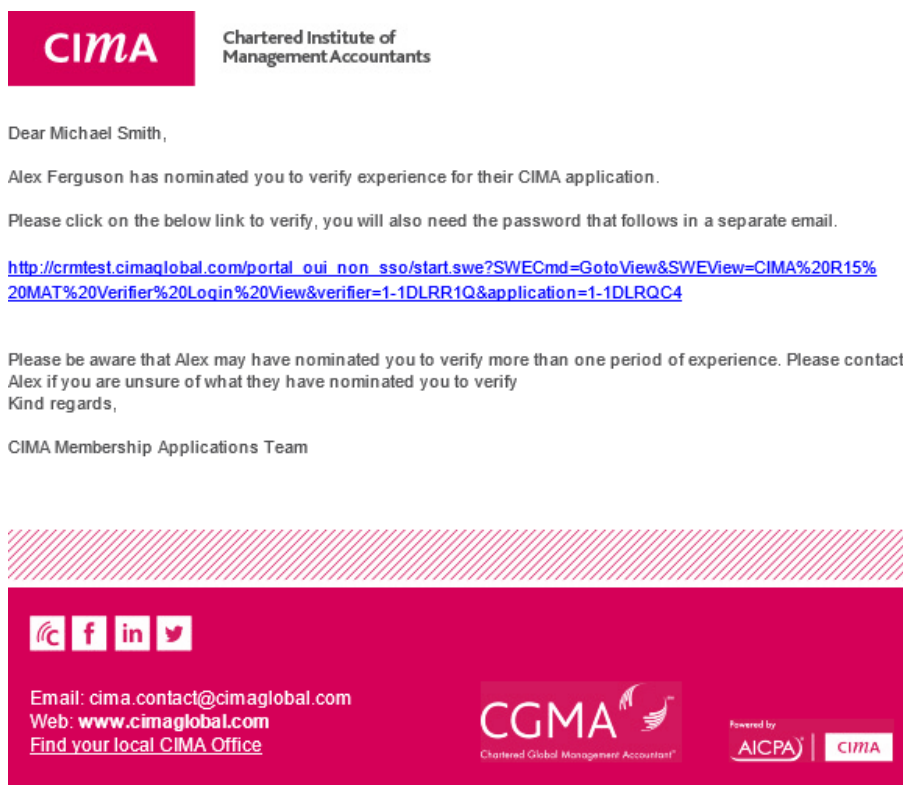 CIMA
Chartered Institute of
Management Accountants
Dear Michael Smith,
Alex Ferguson has nominated you to verify experience for their CIMA application.
Please click on the below link to verify, you will also need the password that follows in a separate email.
http://crmtest.cimaglobal.com/portal_oui_non_sso/start.swe?SWECmd=GotoView&SWEView=CIMA%20R15%
20MAT%20Verifier%20Login%20View&verifier=1-1DLRR1Q&application=1-1DLRQC4
Please be aware that Alex may have nominated you to verify more than one period of experience. Please contact
Alex if you are unsure of what they have nominated you to verify
Kind regards,
CIMA Membership Applications Team
Email: cima.contact@cimaglobal.com
Web: www.cimaglobal.com
Find your local CIMA Office
CGMA
Chartered Global Management Accountant
Powered by
AICPA CIMA